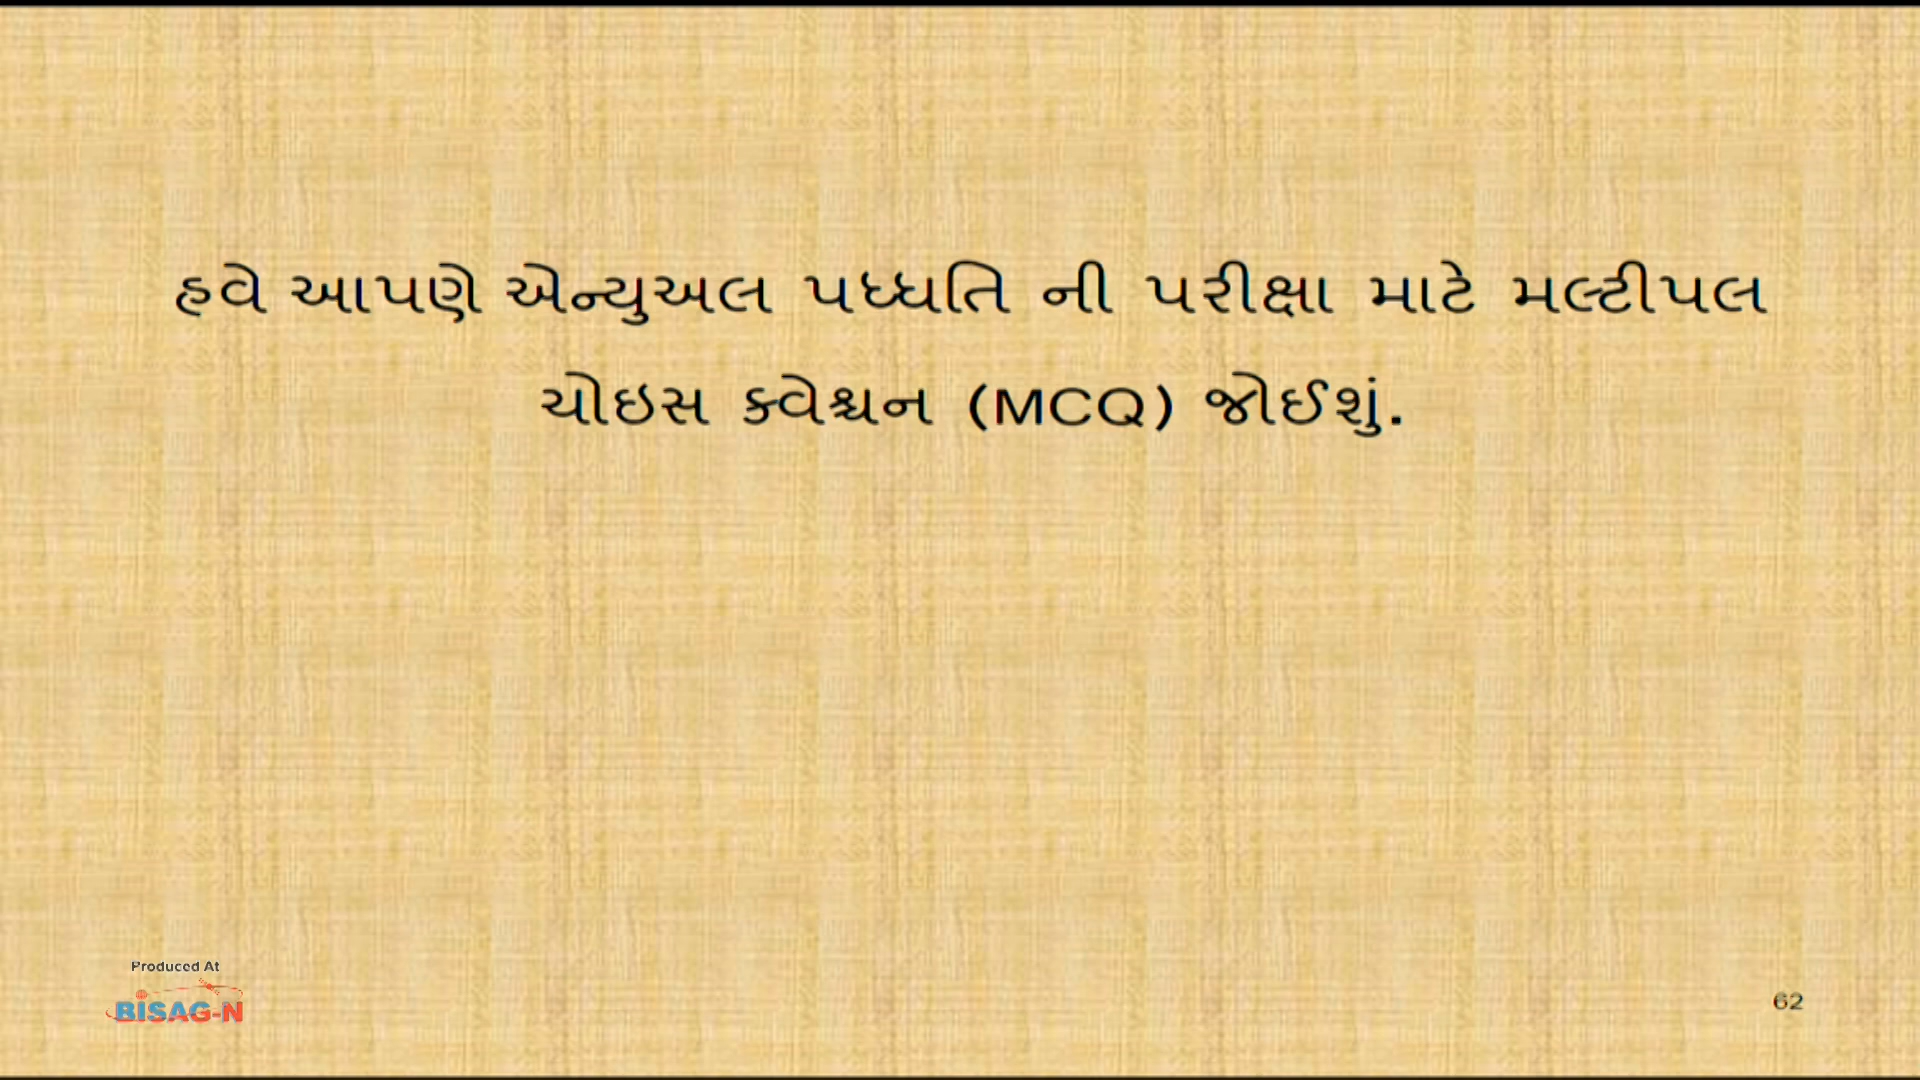 હવે આપણે એન્યુઅલ પધ્ધતિ ની પરીક્ષા માટે મલ્ટીપલ
ચોઇસ ક્વેશ્ચન (MCQ) જોઈશું.
Produced At
BISAG-N
62